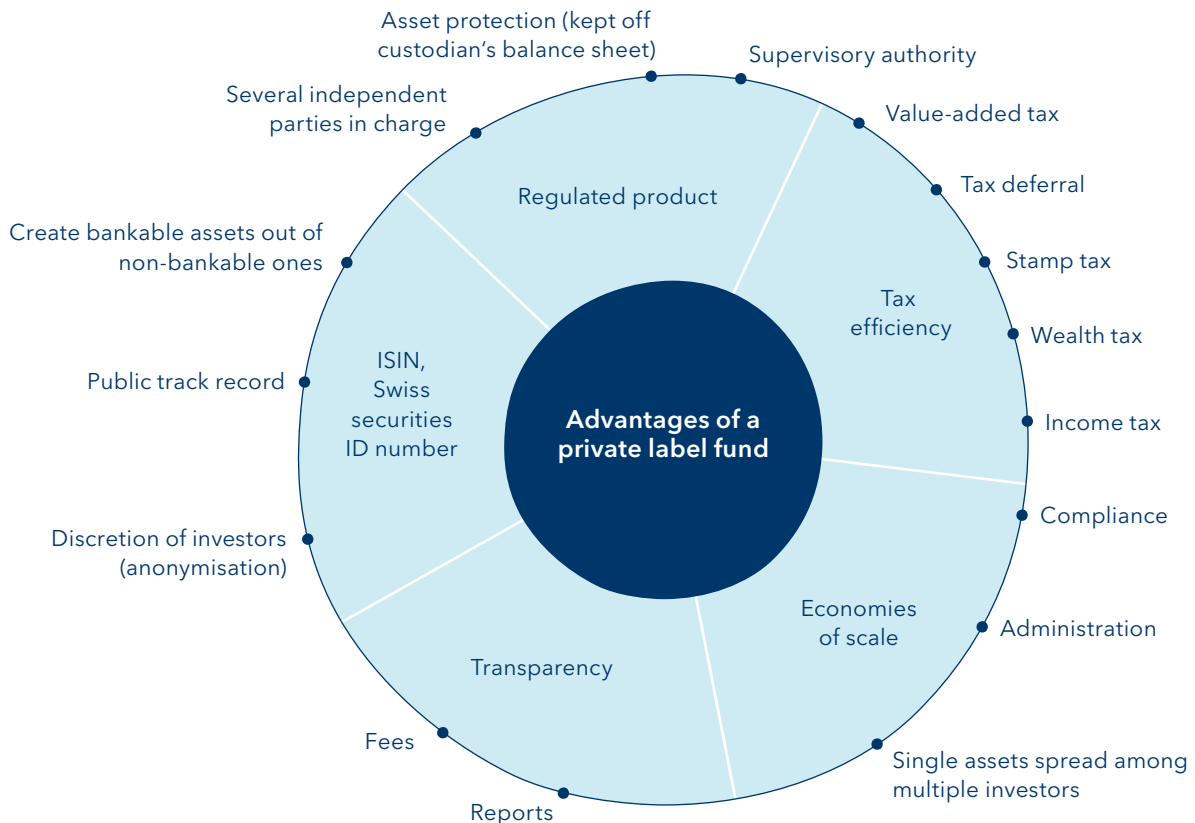 Asset protection (kept off
custodian’s balance sheet)
Supervisory authority
Several independent
parties in charge
Value-added tax
Tax deferral
Regulated product
Create bankable assets out of
non-bankable ones
Stamp tax
Tax
efficiency
Wealth tax
ISIN,
Swiss
securities
ID number
Public track record
Advantages of a
private label fund
Income tax
Compliance
Discretion of investors
(anonymisation)
Economies
of scale
Administration
Transparency
Fees
Single assets spread among
multiple investors
Reports